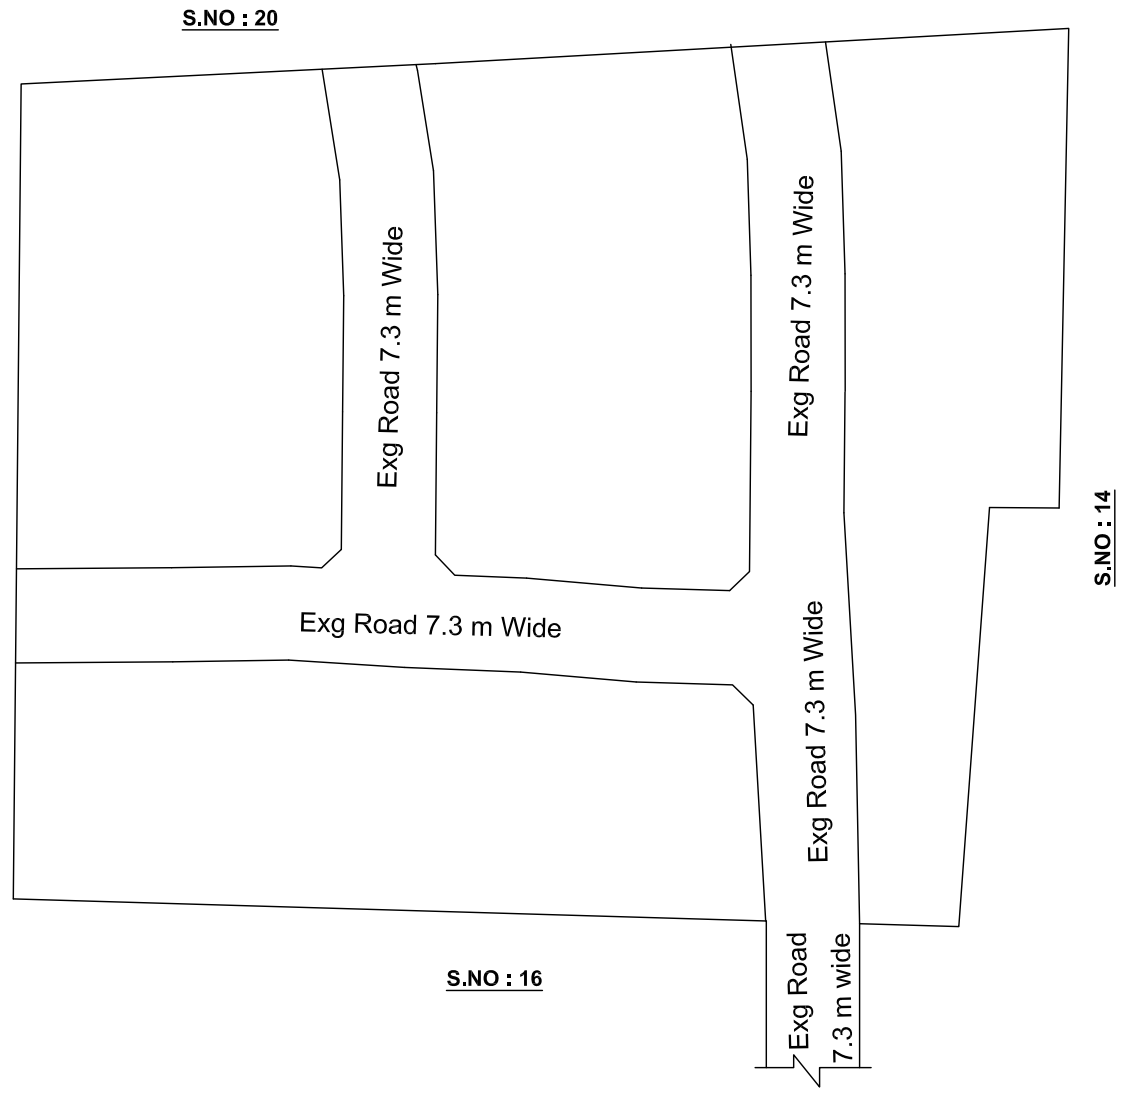 S.NO : 20
Exg Road 7.3 m Wide
Exg Road 7.3 m Wide
S.NO : 14
Exg Road 7.3 m Wide
Exg Road 7.3 m Wide
Exg Road
7.3 m wide
S.NO : 16